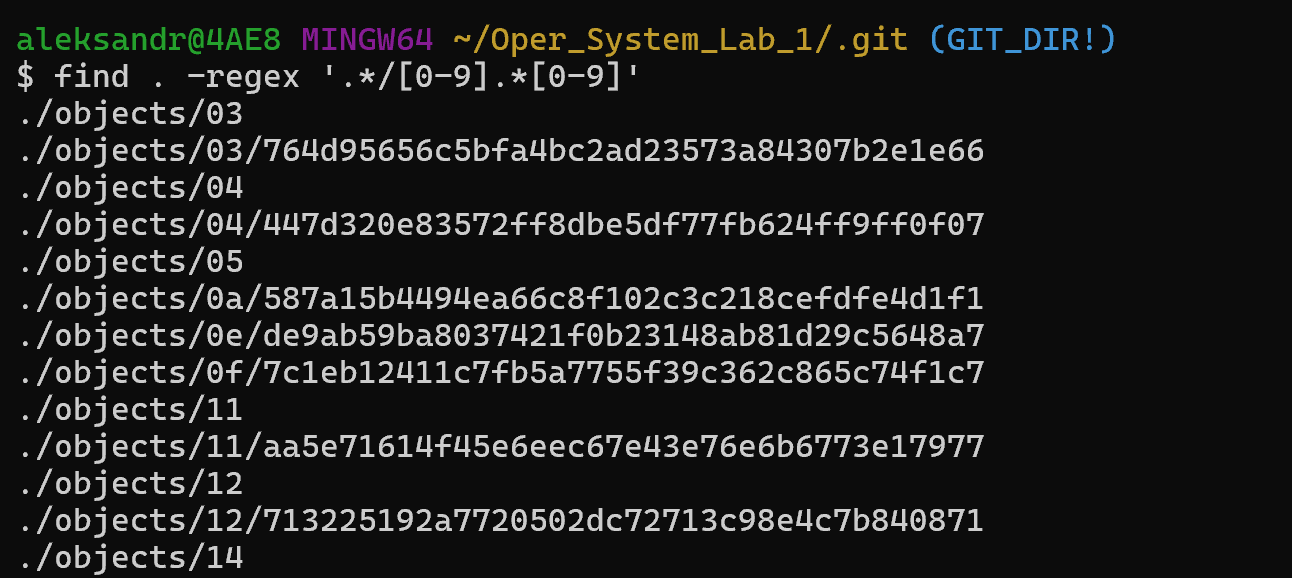 aleksandr@4AE8 MINGW64 ~/Oper_System_Lab_1/.git (GIT_DIR!)
$ find . -regex '.*/[0-9].*[0-9]'
./objects/03
./objects/03/764d95656c5bfa4bc2ad23573a84307b2e1e66
./objects/04
./objects/04/447d320e83572ff8dbe5df77fb624ff9ff0f07
./objects/05
./objects/0a/587a15b4494ea66c8f102c3c218cefdfe4d1f1
./objects/0e/de9ab59ba8037421f0b23148ab81d29c5648a7
./objects/0f/7c1eb12411c7fb5a7755f39c362c865c74f1c7
./objects/11
./objects/11/aa5e71614f45e6eec67e43e76e6b6773e17977
./objects/12
./objects/12/713225192a7720502dc72713c98e4c7b840871
./objects/14